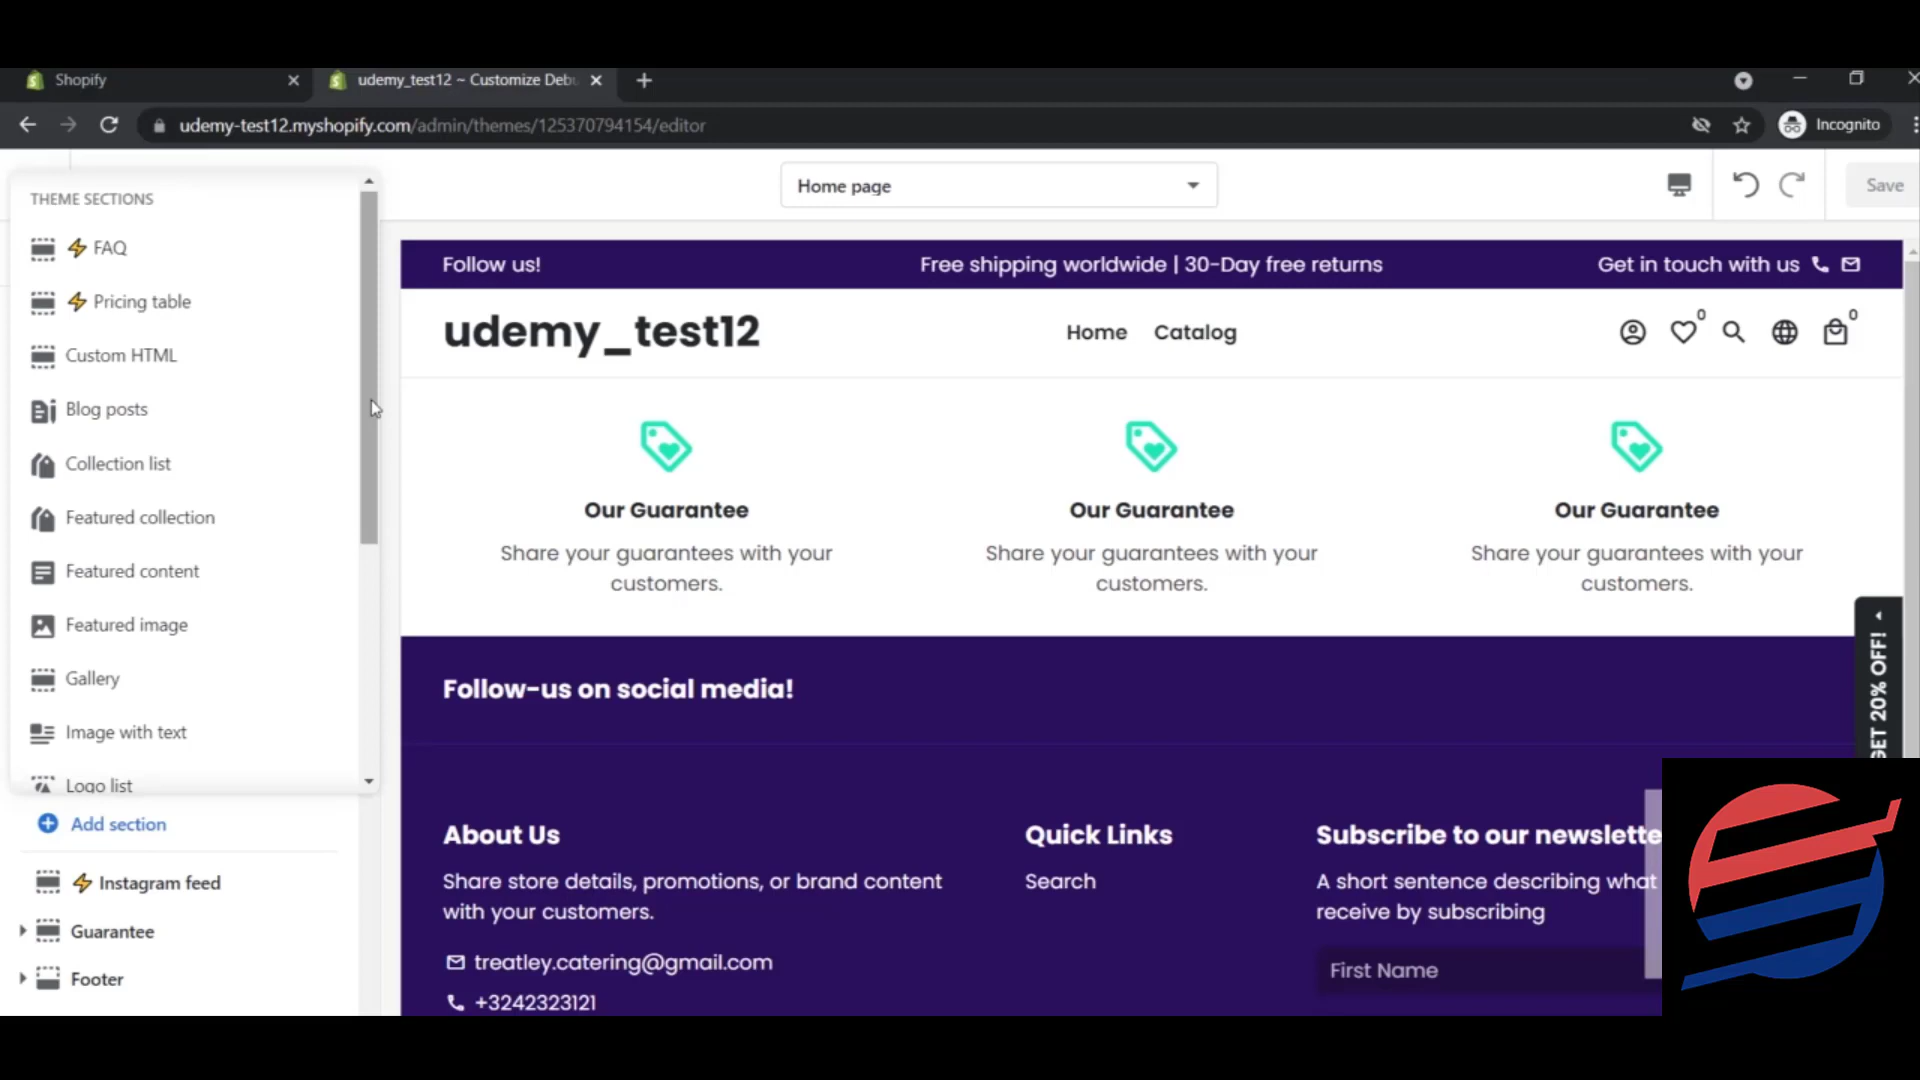 Shopify
udemy_test12 ~ Customize Deb
udemy-test12.myshopify.com/admin/themes/125370794154/editor
Incognito
Home page
Save
THEME SECTIONS
FAQ
Pricing table
Custom HTML
Blog posts
Collection list
Featured collection
Featured content
Featured image
Gallery
Image with text
Logo list
Add section
Instagram feed
Guarantee
Footer
Follow us!
Free shipping worldwide | 30-Day free returns
Get in touch with us
udemy_test12
Home
Catalog
0
0
Our Guarantee
Share your guarantees with your
customers.
Our Guarantee
Share your guarantees with your
customers.
Our Guarantee
Share your guarantees with your
customers.
GET 20% OFF!
Follow-us on social media!
About Us
Share store details, promotions, or brand content
with your customers.
treatley.catering@gmail.com
+3242323121
Quick Links
Search
Subscribe to our newslette
A short sentence describing what
receive by subscribing
First Name